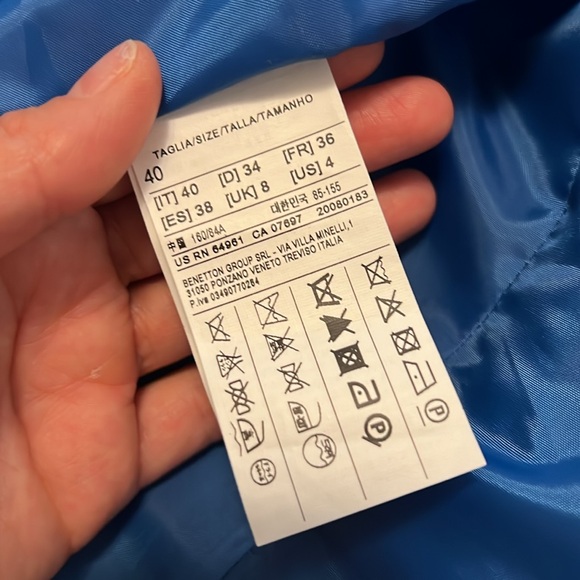 TAGLIA/SIZE/TALLA/TAMANHO
40
[IT] 40 [D] 34 [FR] 36
[ES] 38 [UK] 8 [US] 4
中国 160/84A 대한민국 85-155
US RN 64961 CA 07697 20080183
BENETTON GROUP SRL - VIA VILLA MINELLI,1
31050 PONZANO VENETO TREVISO ITALIA
P.Iva 03490770264
P
P